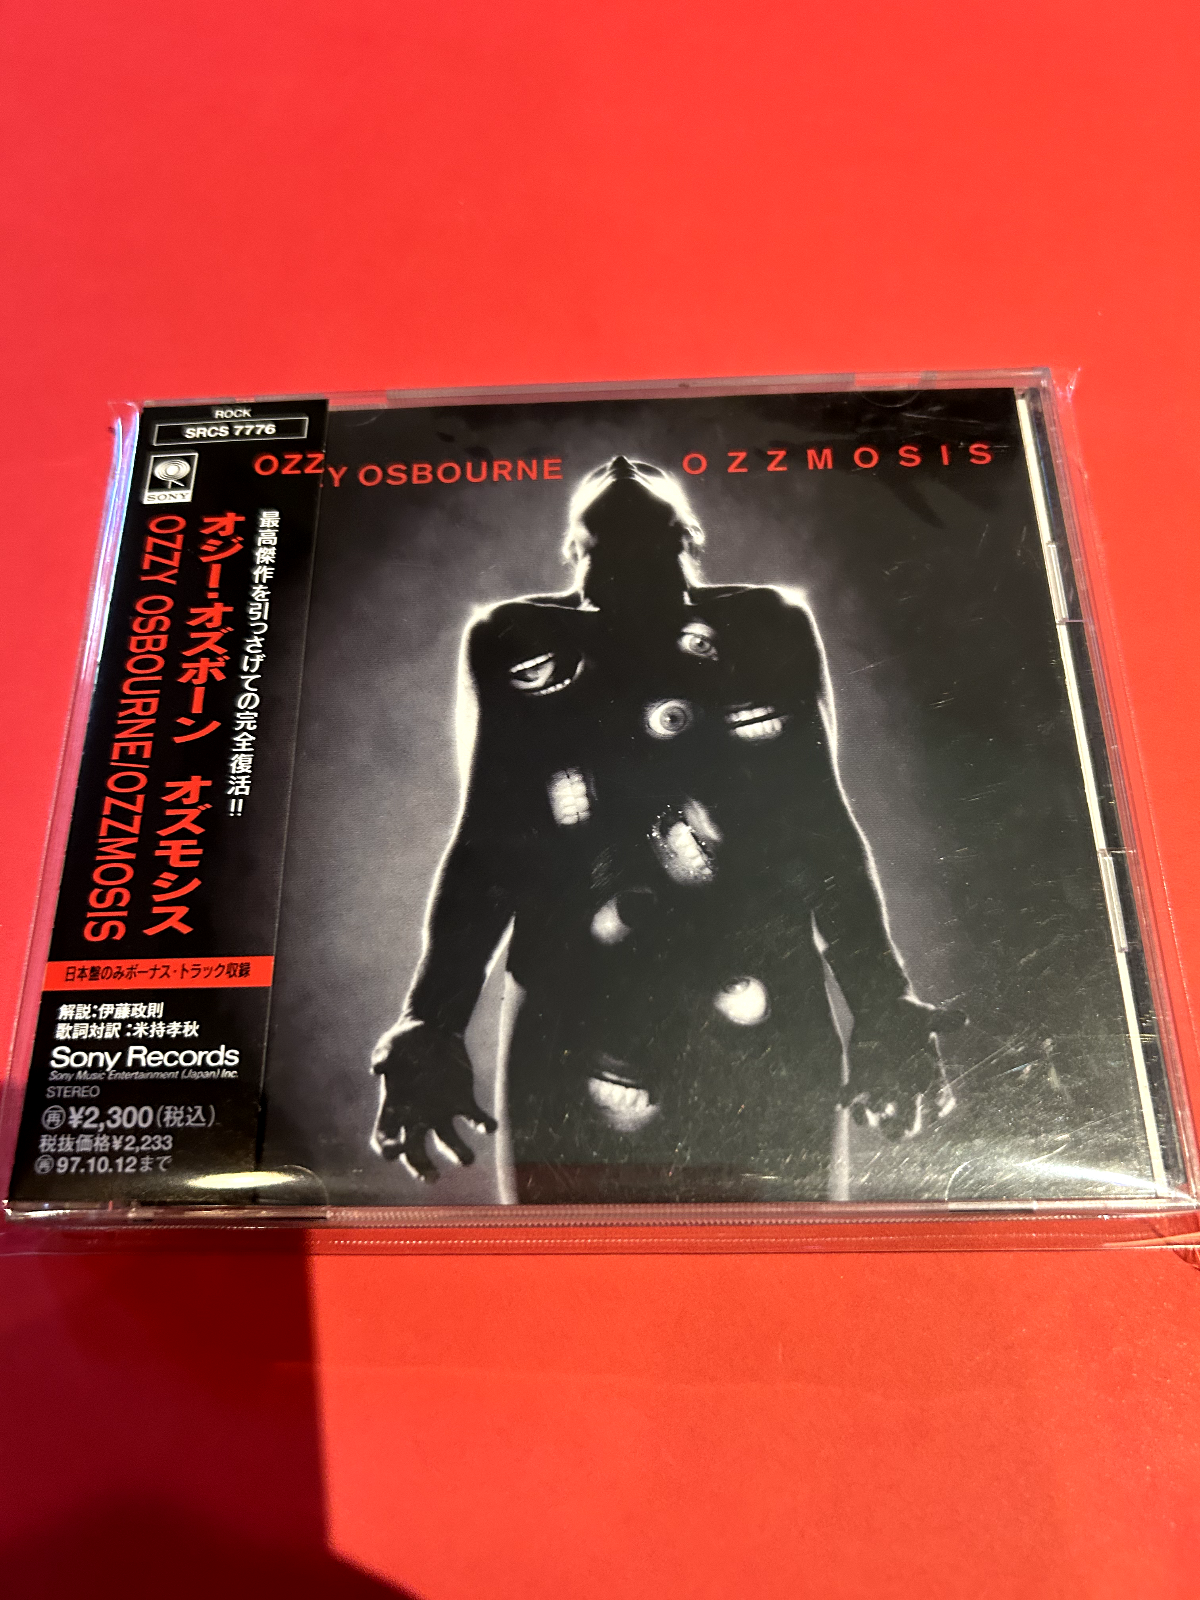 ROCK
SRCS 7776
SONY
OZZY OSBOURNE
OZZMOSIS
最高傑作を引っさげての完全復活!!
オジー・オズボーン オズモシス
OZZY OSBOURNE/OZZMOSIS
日本盤のみボーナス・トラック収録
解説:伊藤政則
歌詞対訳:米持孝秋
Sony Records
Sony Music Entertainment (Japan) Inc.
STEREO
再¥2,300(税込)
税抜価格¥2,233
再97.10.12まで